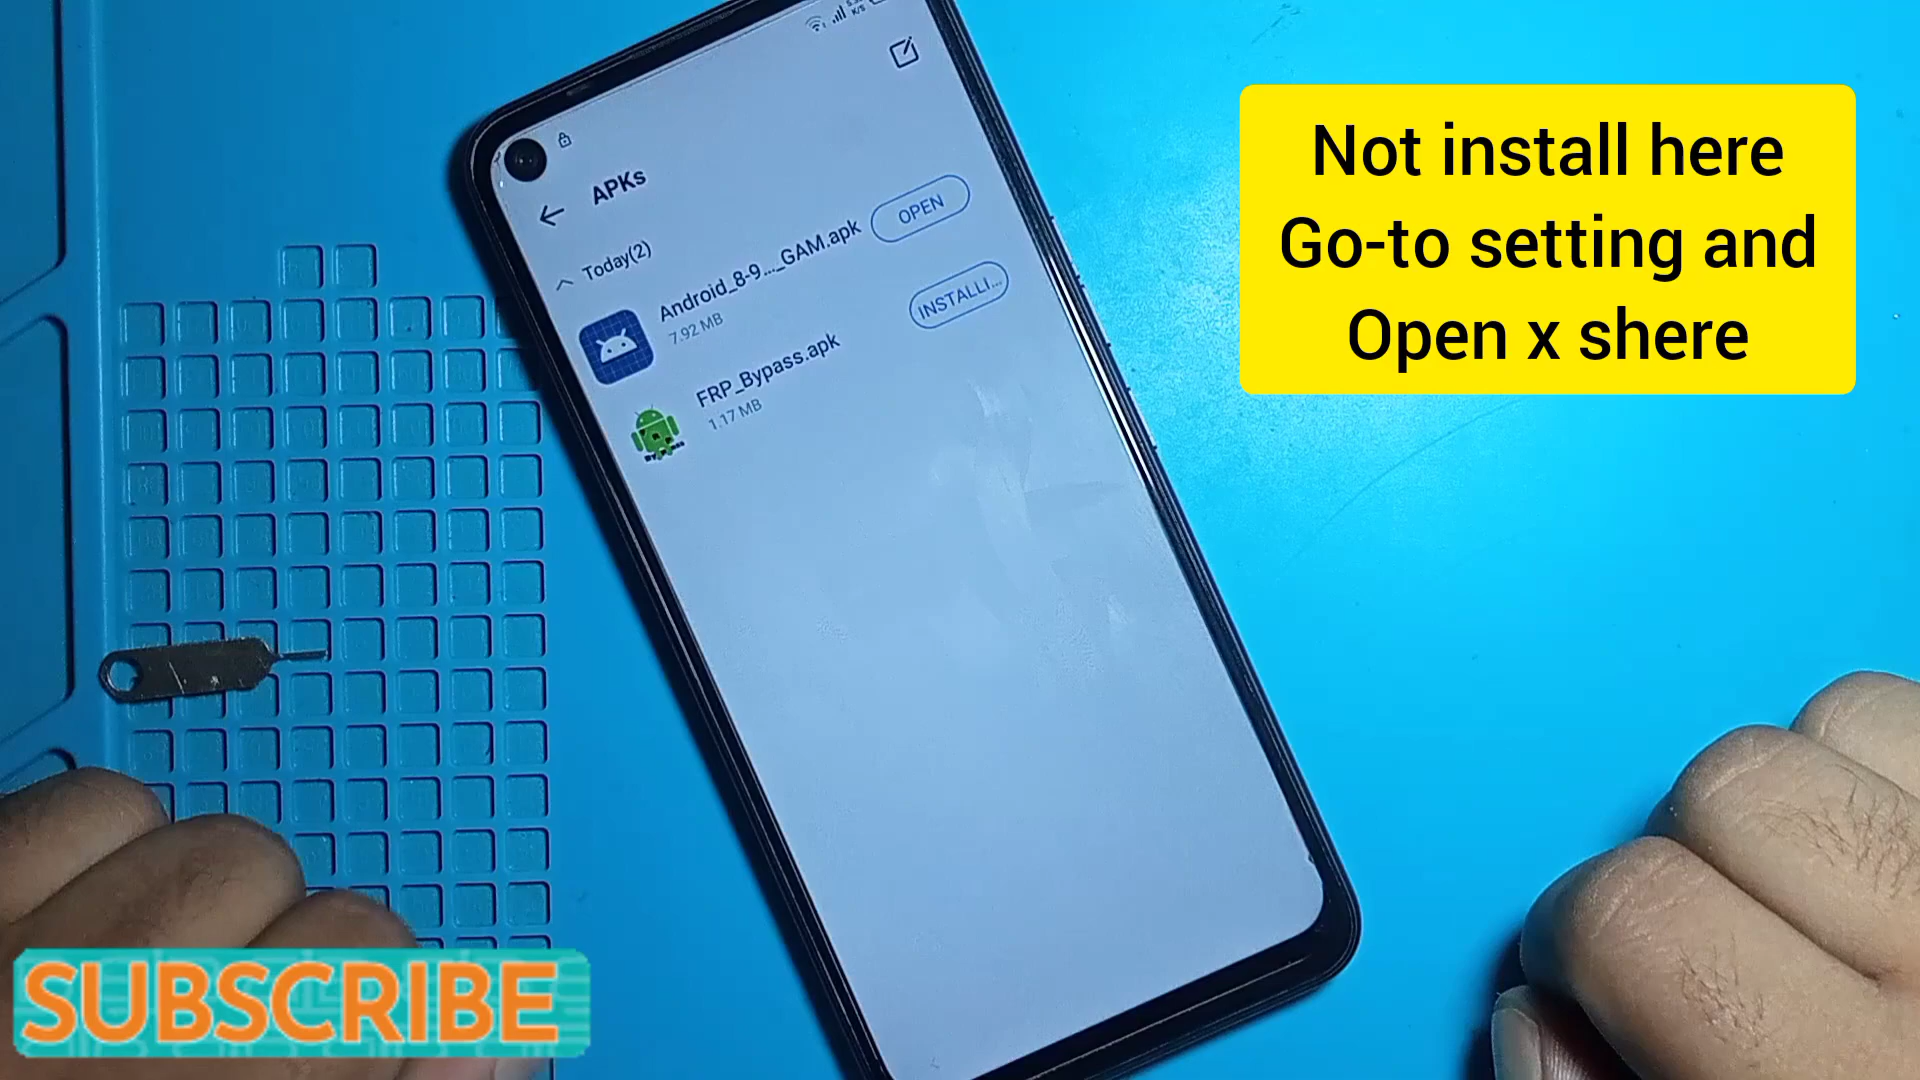 K/S
APKs
Today(2)
Android_8-9..._GAM.apk
7.92 MB
OPEN
FRP_Bypass.apk
1.17 MB
INSTALLI...
Not install here
Go-to setting and
Open x shere
SUBSCRIBE